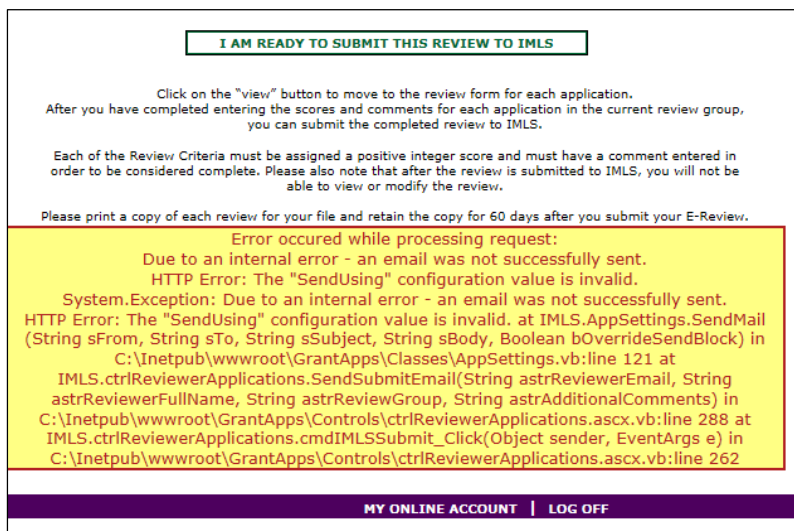 I AM READY TO SUBMIT THIS REVIEW TO IMLS
Click on the "view" button to move to the review form for each application.
After you have completed entering the scores and comments for each application in the current review group,
you can submit the completed review to IMLS.
Each of the Review Criteria must be assigned a positive integer score and must have a comment entered in
order to be considered complete. Please also note that after the review is submitted to IMLS, you will not be
able to view or modify the review.
Please print a copy of each review for your file and retain the copy for 60 days after you submit your E-Review.
Error occured while processing request:
Due to an internal error - an email was not successfully sent.
HTTP Error: The "SendUsing" configuration value is invalid.
System.Exception: Due to an internal error - an email was not successfully sent.
HTTP Error: The "SendUsing" configuration value is invalid. at IMLS.AppSettings.SendMail
(String sFrom, String sTo, String sSubject, String sBody, Boolean bOverrideSendBlock) in
C:\Inetpub\wwwroot\GrantApps\Classes\AppSettings.vb:line 121 at
IMLS.ctrlReviewerApplications.SendSubmitEmail(String astrReviewerEmail, String
astrReviewerFullName, String astrReviewGroup, String astrAdditionalComments) in
C:\Inetpub\wwwroot\GrantApps\Controls\ctrlReviewerApplications.ascx.vb:line 288 at
IMLS.ctrlReviewerApplications.cmdIMLSSubmit_Click(Object sender, EventArgs e) in
C:\Inetpub\wwwroot\GrantApps\Controls\ctrlReviewerApplications.ascx.vb:line 262
MY ONLINE ACCOUNT | LOG OFF